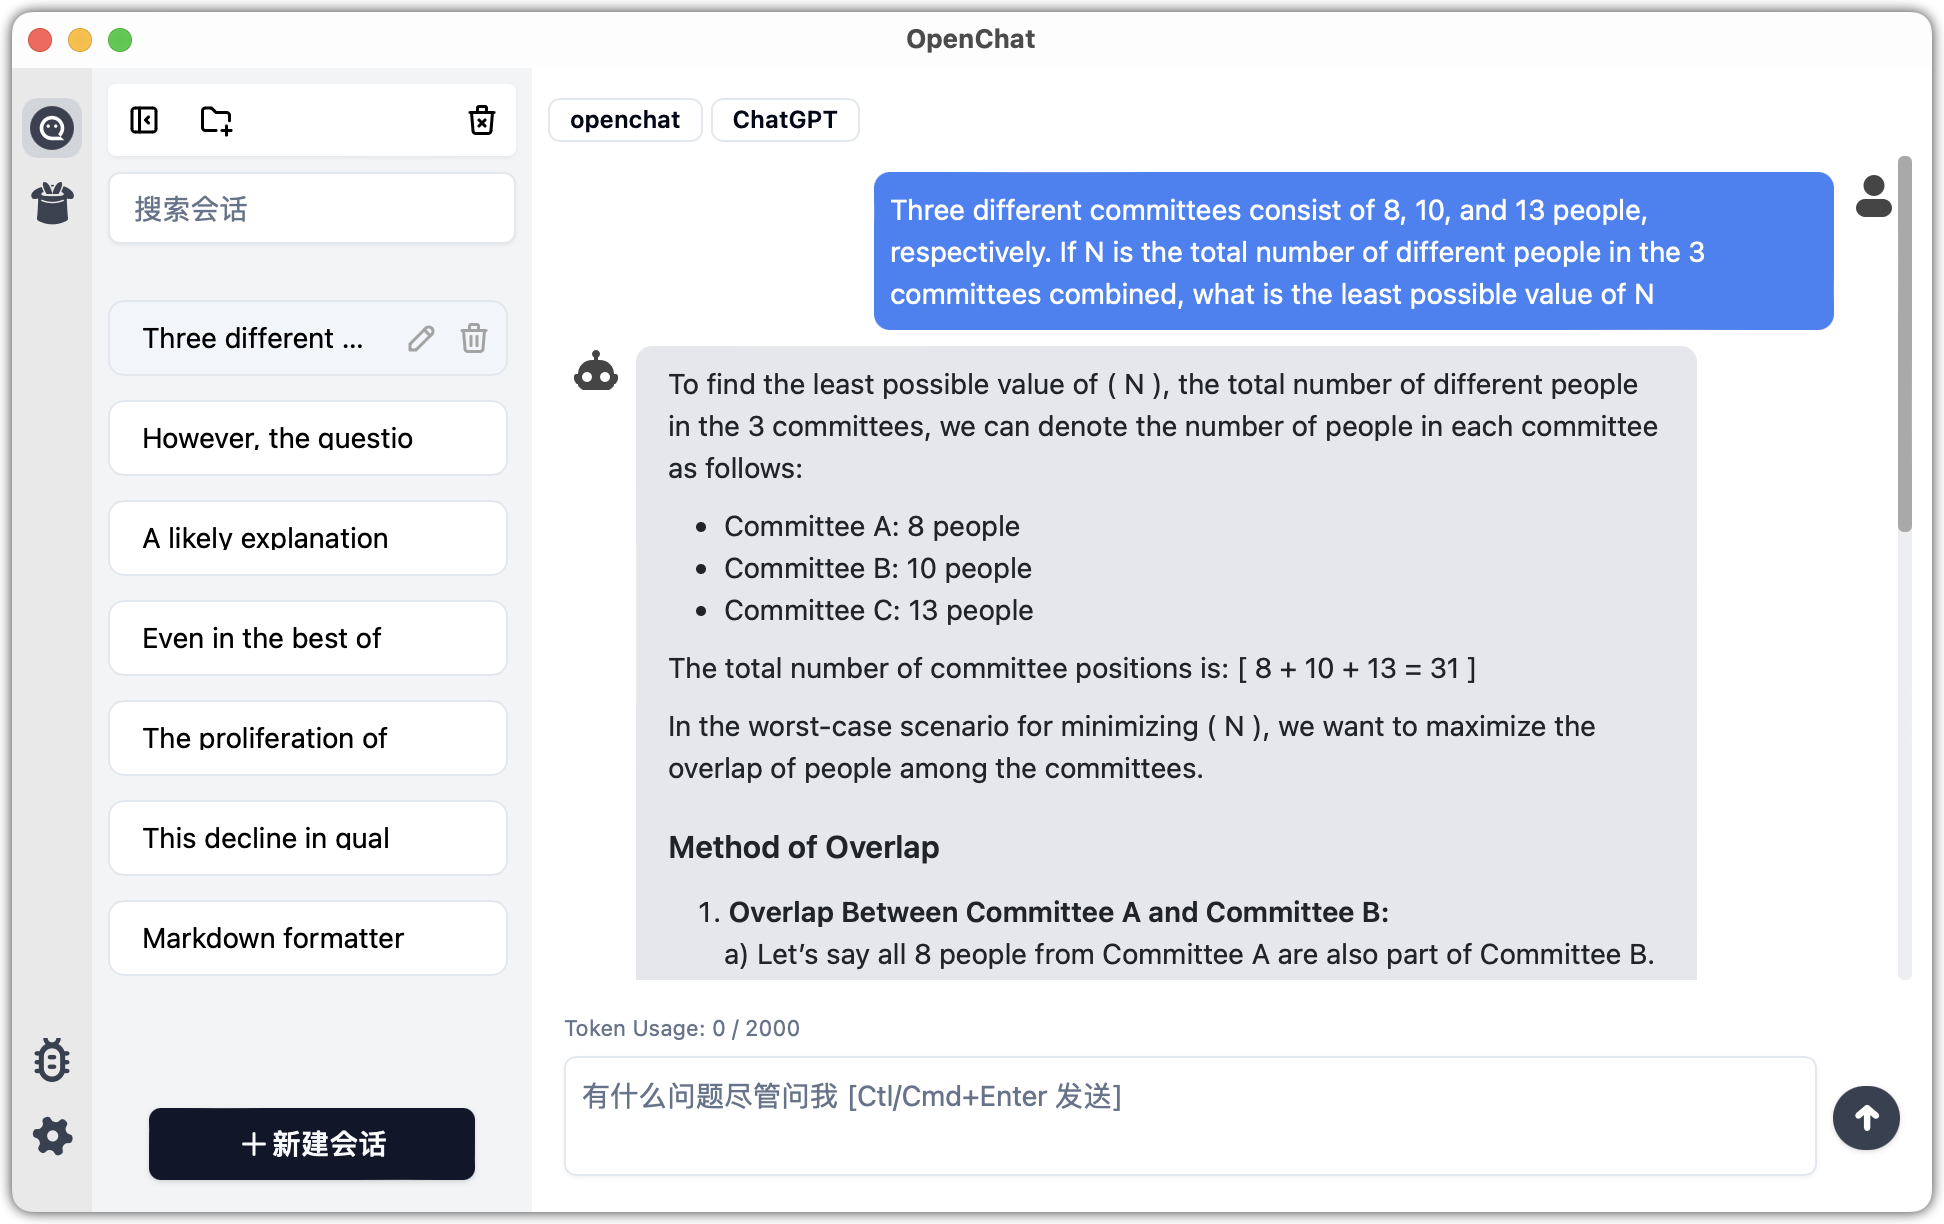 OpenChat
搜索会话
Three different ...
However, the questio
A likely explanation
Even in the best of
The proliferation of
This decline in qual
Markdown formatter
＋新建会话
openchat
ChatGPT
Three different committees consist of 8, 10, and 13 people,
respectively. If N is the total number of different people in the 3
committees combined, what is the least possible value of N
To find the least possible value of ( N ), the total number of different people
in the 3 committees, we can denote the number of people in each committee
as follows:
• Committee A: 8 people
• Committee B: 10 people
• Committee C: 13 people
The total number of committee positions is: [ 8 + 10 + 13 = 31 ]
In the worst-case scenario for minimizing ( N ), we want to maximize the
overlap of people among the committees.
Method of Overlap
1. Overlap Between Committee A and Committee B:
a) Let’s say all 8 people from Committee A are also part of Committee B.
Token Usage: 0 / 2000
有什么问题尽管问我 [Ctl/Cmd+Enter 发送]